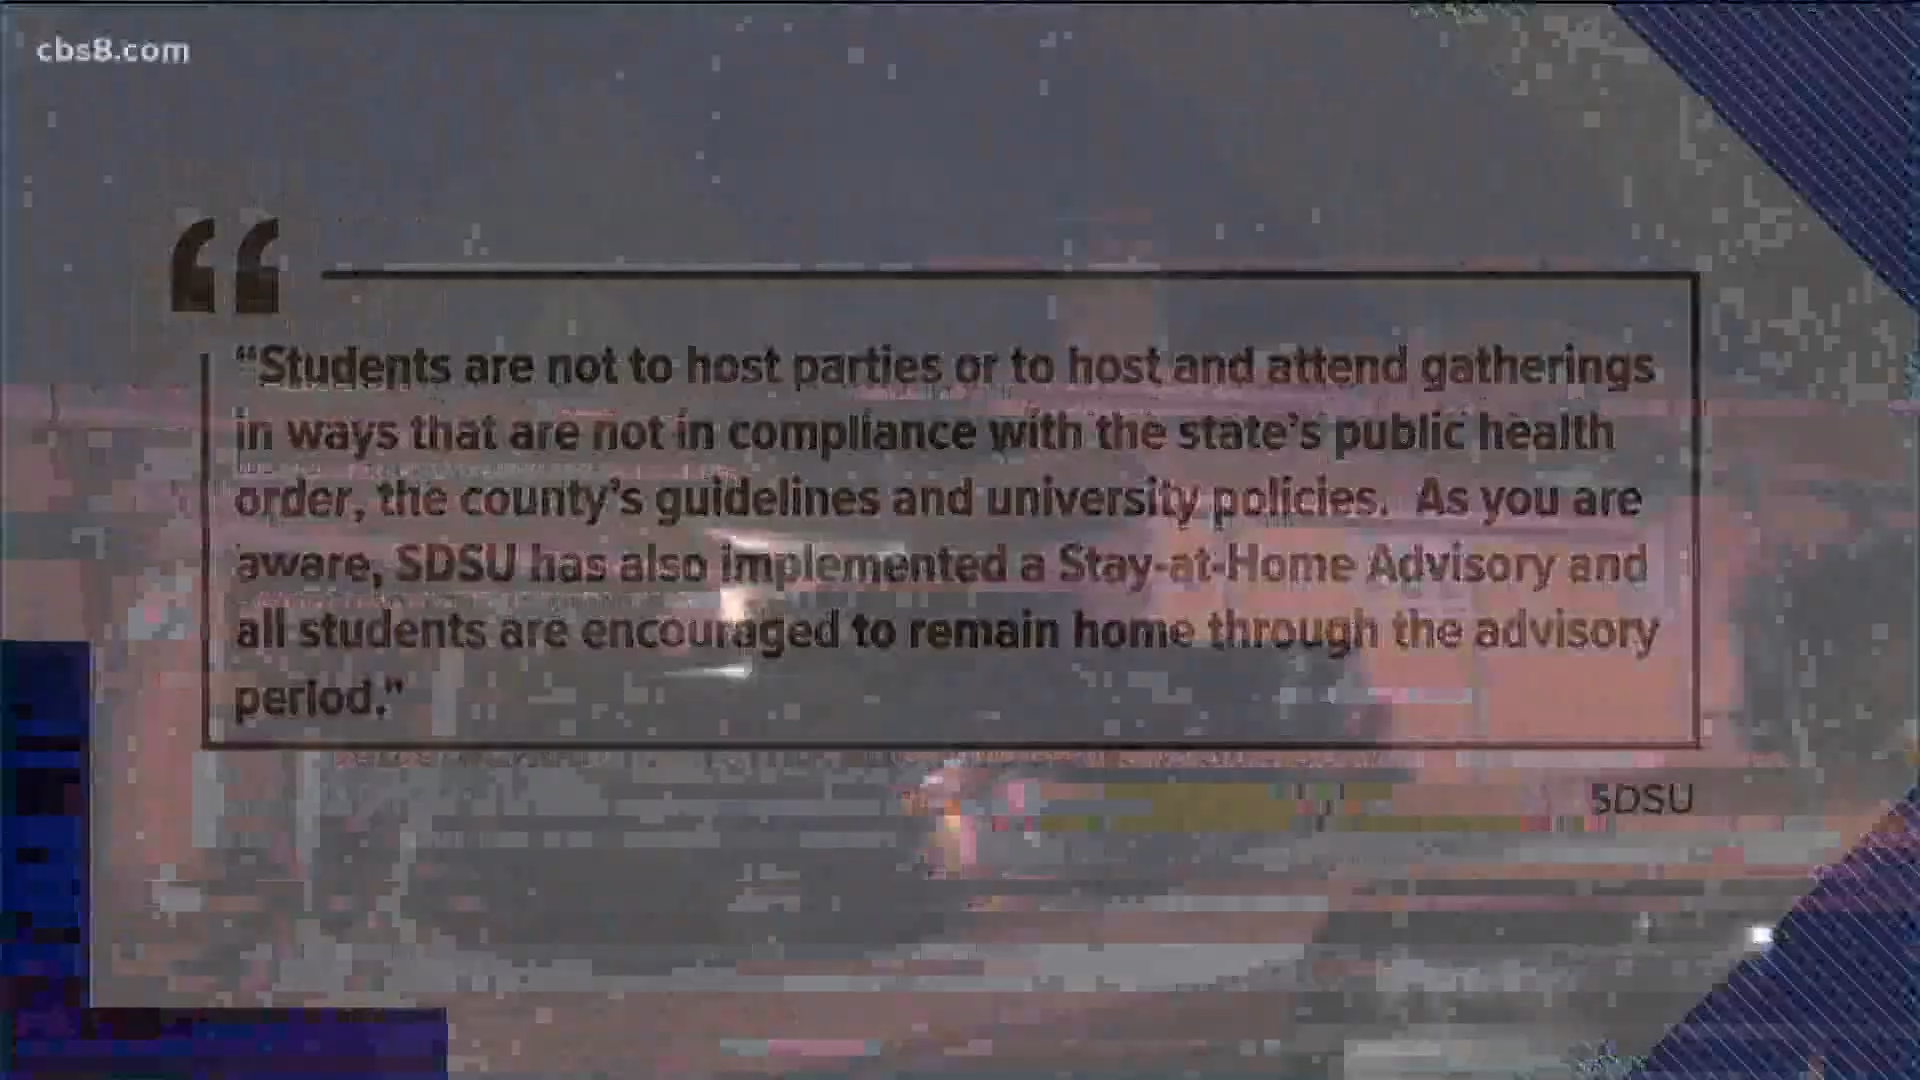 cbs8.com
“
“Students are not to host parties or to host and attend gatherings
in ways that are not in compliance with the state’s public health
order, the county’s guidelines and university policies.  As you are
aware, SDSU has also implemented a Stay-at-Home Advisory and
all students are encouraged to remain home through the advisory
period.”
SDSU